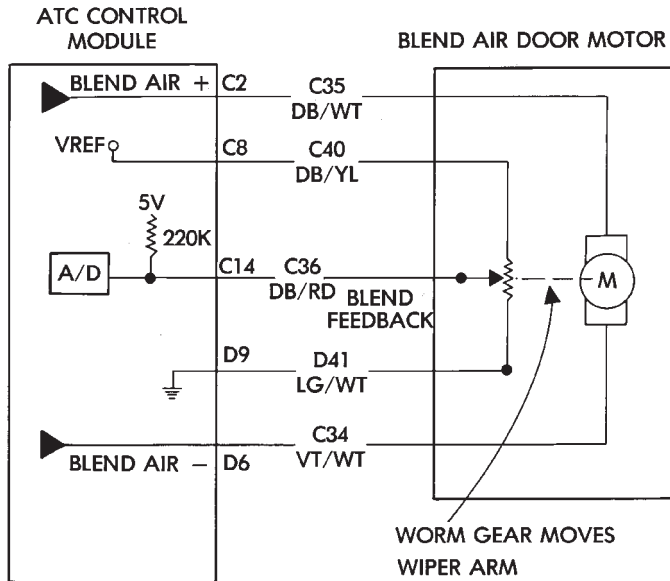 ATC CONTROL
MODULE
BLEND AIR DOOR MOTOR
BLEND AIR + C2
C35
DB/WT
VREF
C8
C40
DB/YL
5V
220K
A/D
C14
C36
DB/RD
BLEND
FEEDBACK
M
D9
D41
LG/WT
BLEND AIR - D6
C34
VT/WT
WORM GEAR MOVES
WIPER ARM